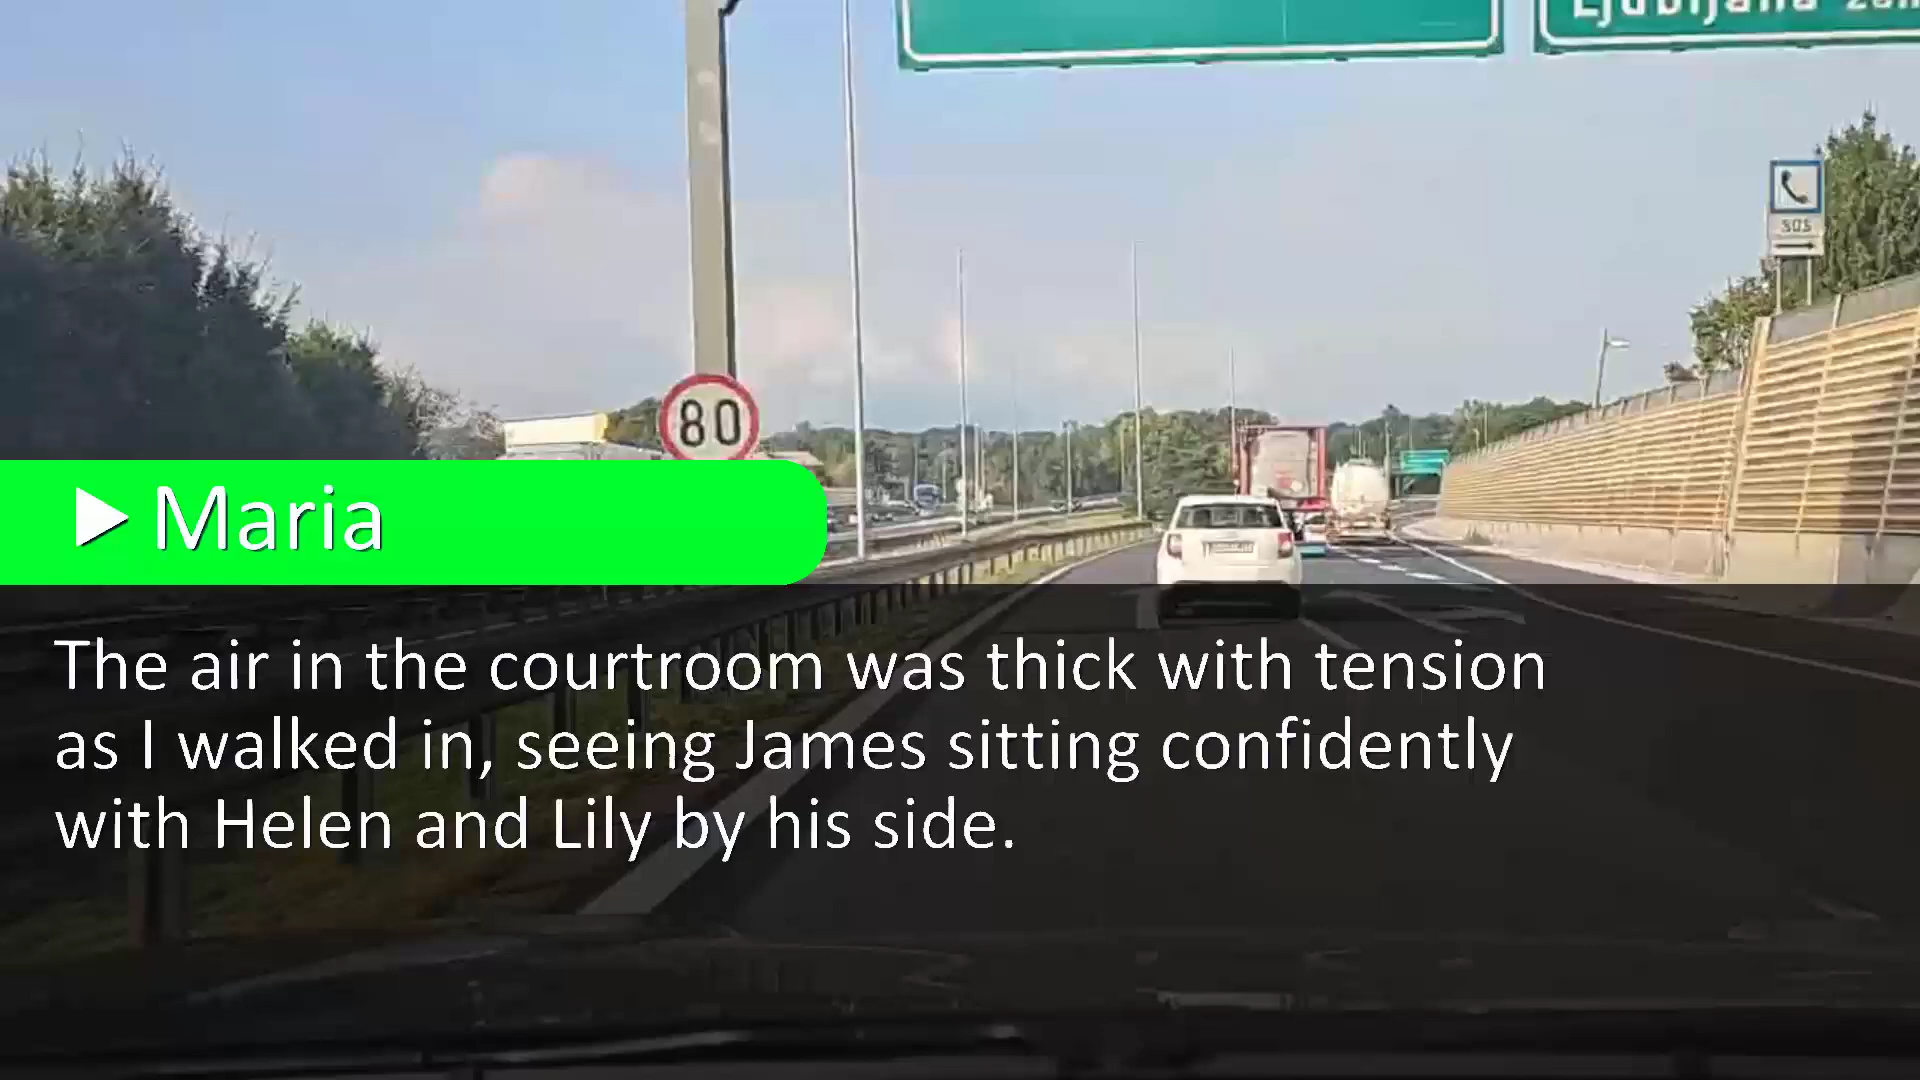 Ljubljana
SOS
80
Maria
The air in the courtroom was thick with tension
as I walked in, seeing James sitting confidently
with Helen and Lily by his side.